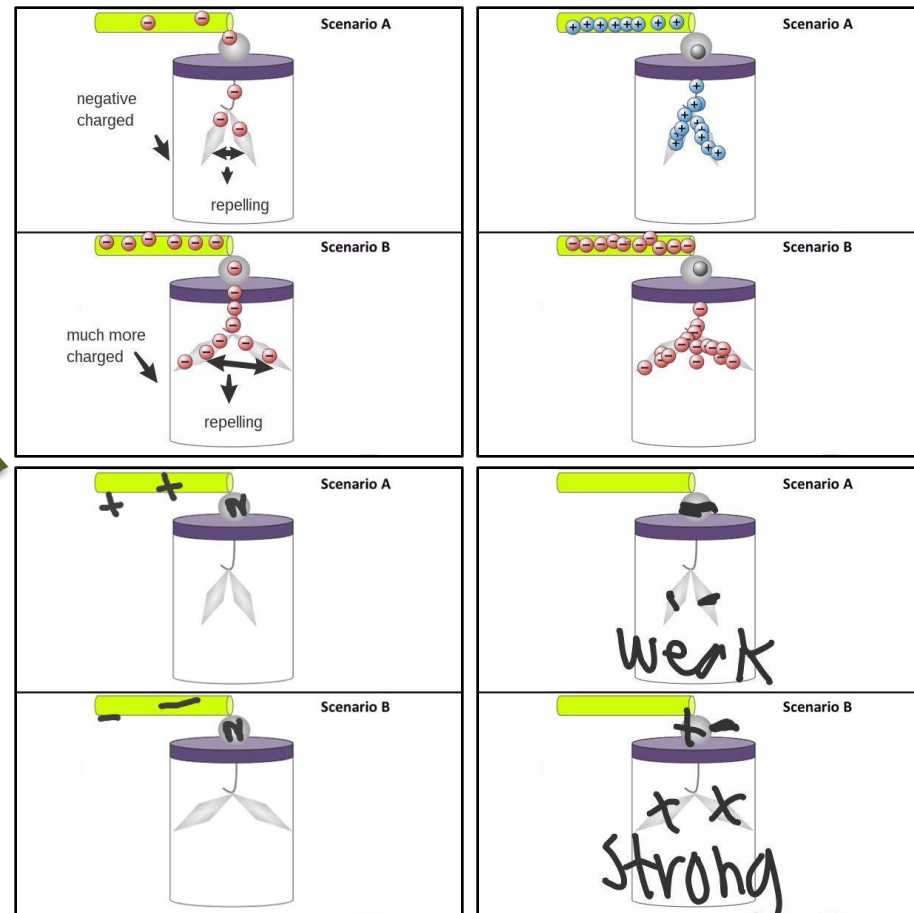 Scenario A
negative
charged
repelling
Scenario B
much more
charged
repelling
Scenario A
Scenario B
Scenario A
N
Scenario B
N
Scenario A
weak
Scenario B
strong